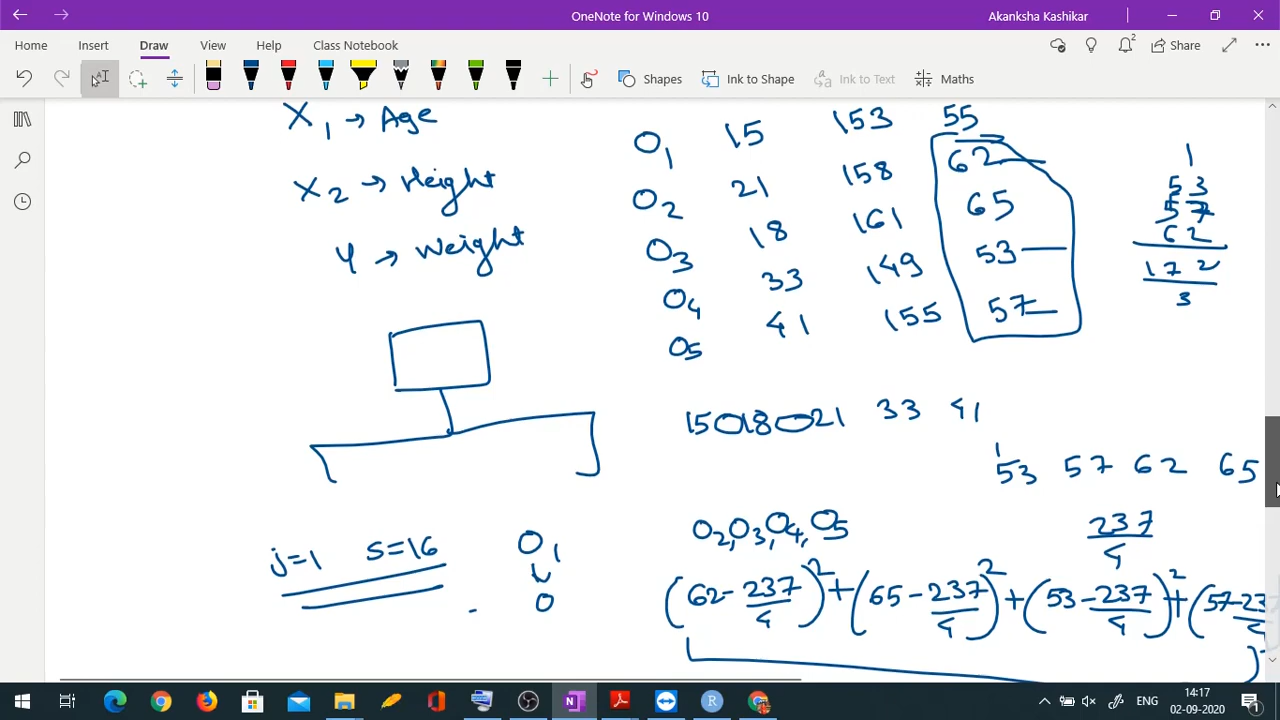 OneNote for Windows 10
Akanksha Kashikar
Home Insert Draw View Help Class Notebook Share
Shapes Ink to Shape Ink to Text Maths
X1 → Age
X2 → Height
Y → Weight
O1 15 153 55
O2 21 158 62
O3 18 161 65
O4 33 149 53
O5 41 155 57
1
53
57
62
172
3
15 18 21 33 41
53 57 62 65
O2, O3, O4, O5
237
4
j=1 s=16
O1
↓
0
(62-237/4)²+(65-237/4)²+(53-237/4)²+(57-23
ENG
14:17
02-09-2020
1